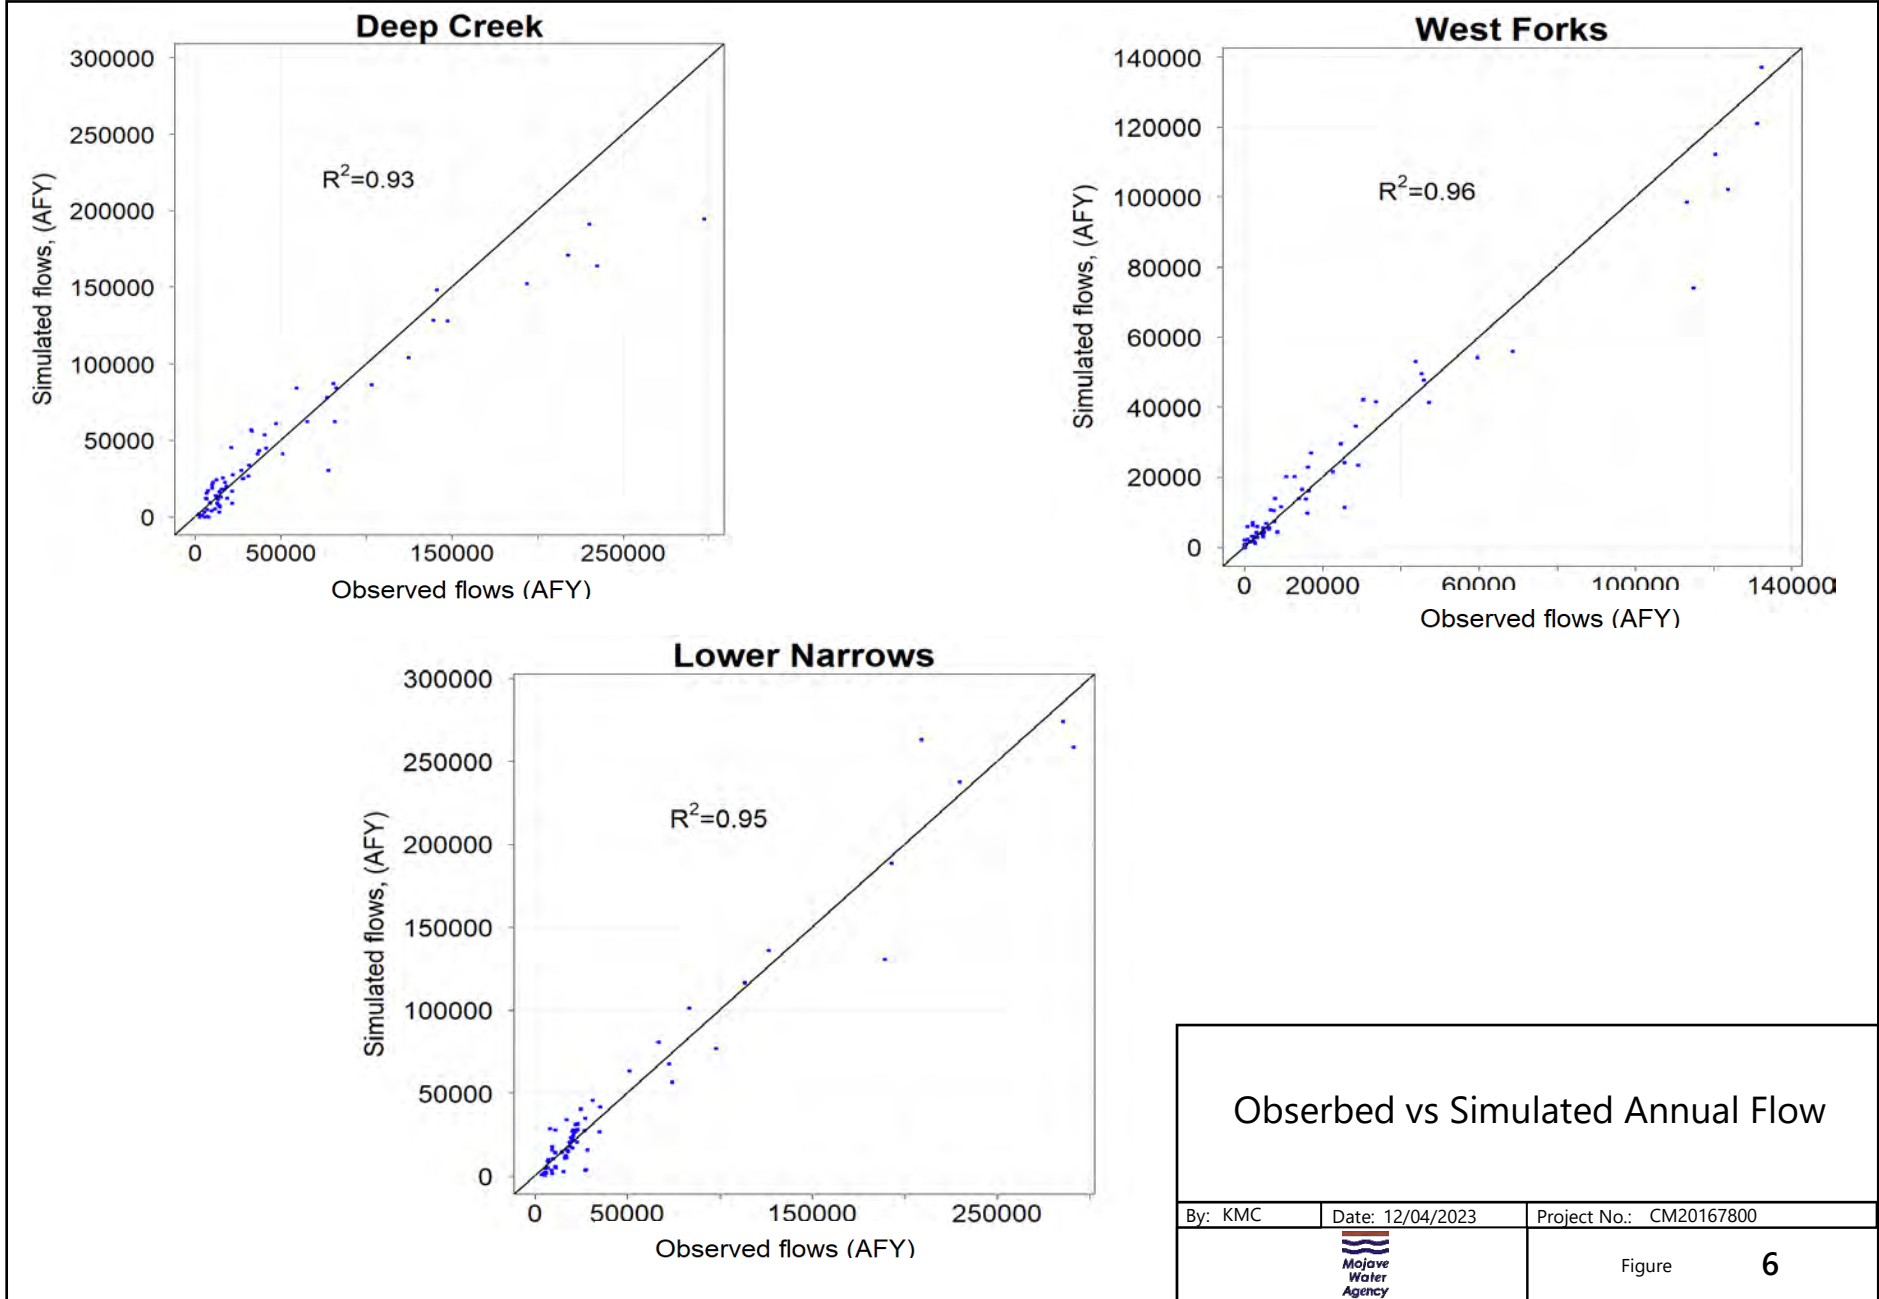 Deep Creek
300000
250000
200000
150000
100000
50000
0
Simulated flows, (AFY)
R²=0.93
0 50000 150000 250000
Observed flows (AFY)
West Forks
140000
120000
100000
80000
60000
40000
20000
0
Simulated flows, (AFY)
R²=0.96
0 20000 60000 100000 140000
Observed flows (AFY)
Lower Narrows
300000
250000
200000
150000
100000
50000
0
Simulated flows, (AFY)
R²=0.95
0 50000 150000 250000
Observed flows (AFY)
Obserbed vs Simulated Annual Flow
By: KMC Date: 12/04/2023 Project No.: CM20167800
Mojave
Water
Agency
Figure 6